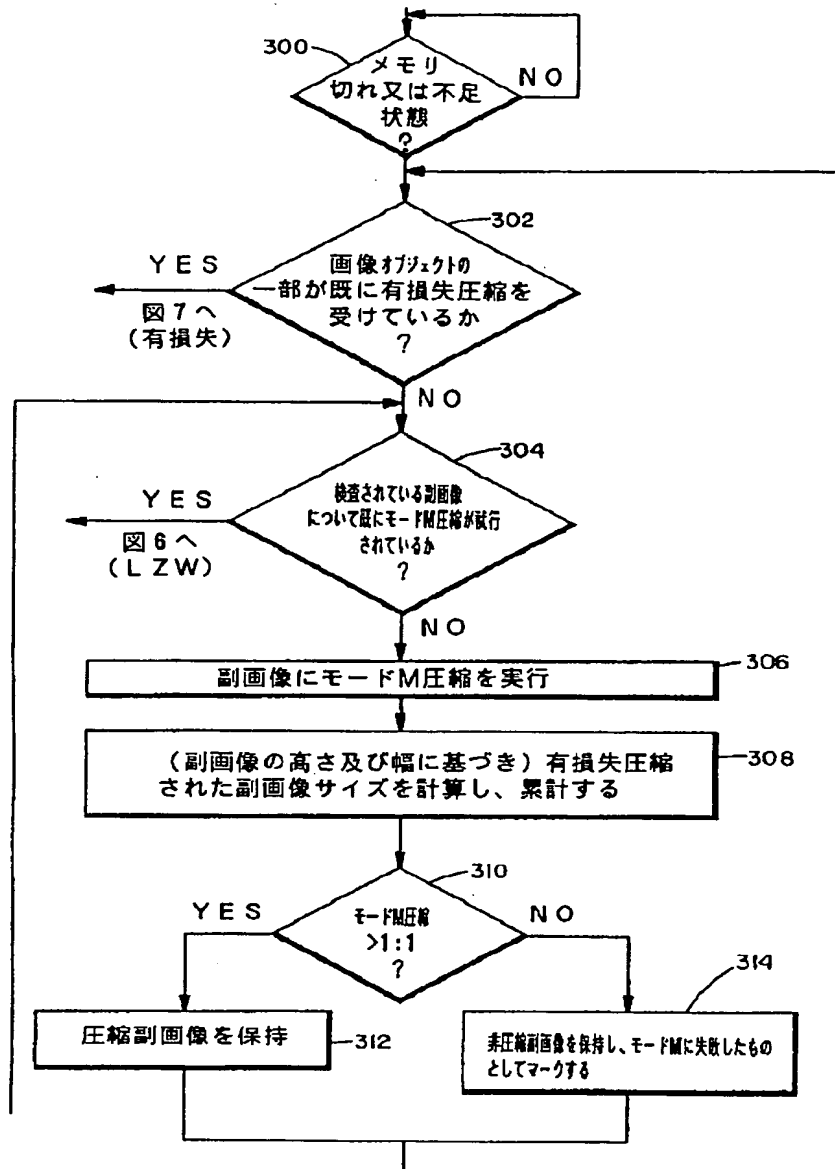 300
メモリ
切れ又は不足
状態
?
NO
302
画像オブジェクトの
一部が既に有損失圧縮を
受けているか
?
YES
図7へ
(有損失)
NO
304
検査されている副画像
について既にモードM圧縮が試行
されているか
?
YES
図6へ
(LZW)
NO
副画像にモードM圧縮を実行
306
(副画像の高さ及び幅に基づき)有損失圧縮
された副画像サイズを計算し、累計する
308
310
モードM圧縮
>1:1
?
YES
NO
圧縮副画像を保持
312
314
非圧縮副画像を保持し、モードMに失敗したもの
としてマークする